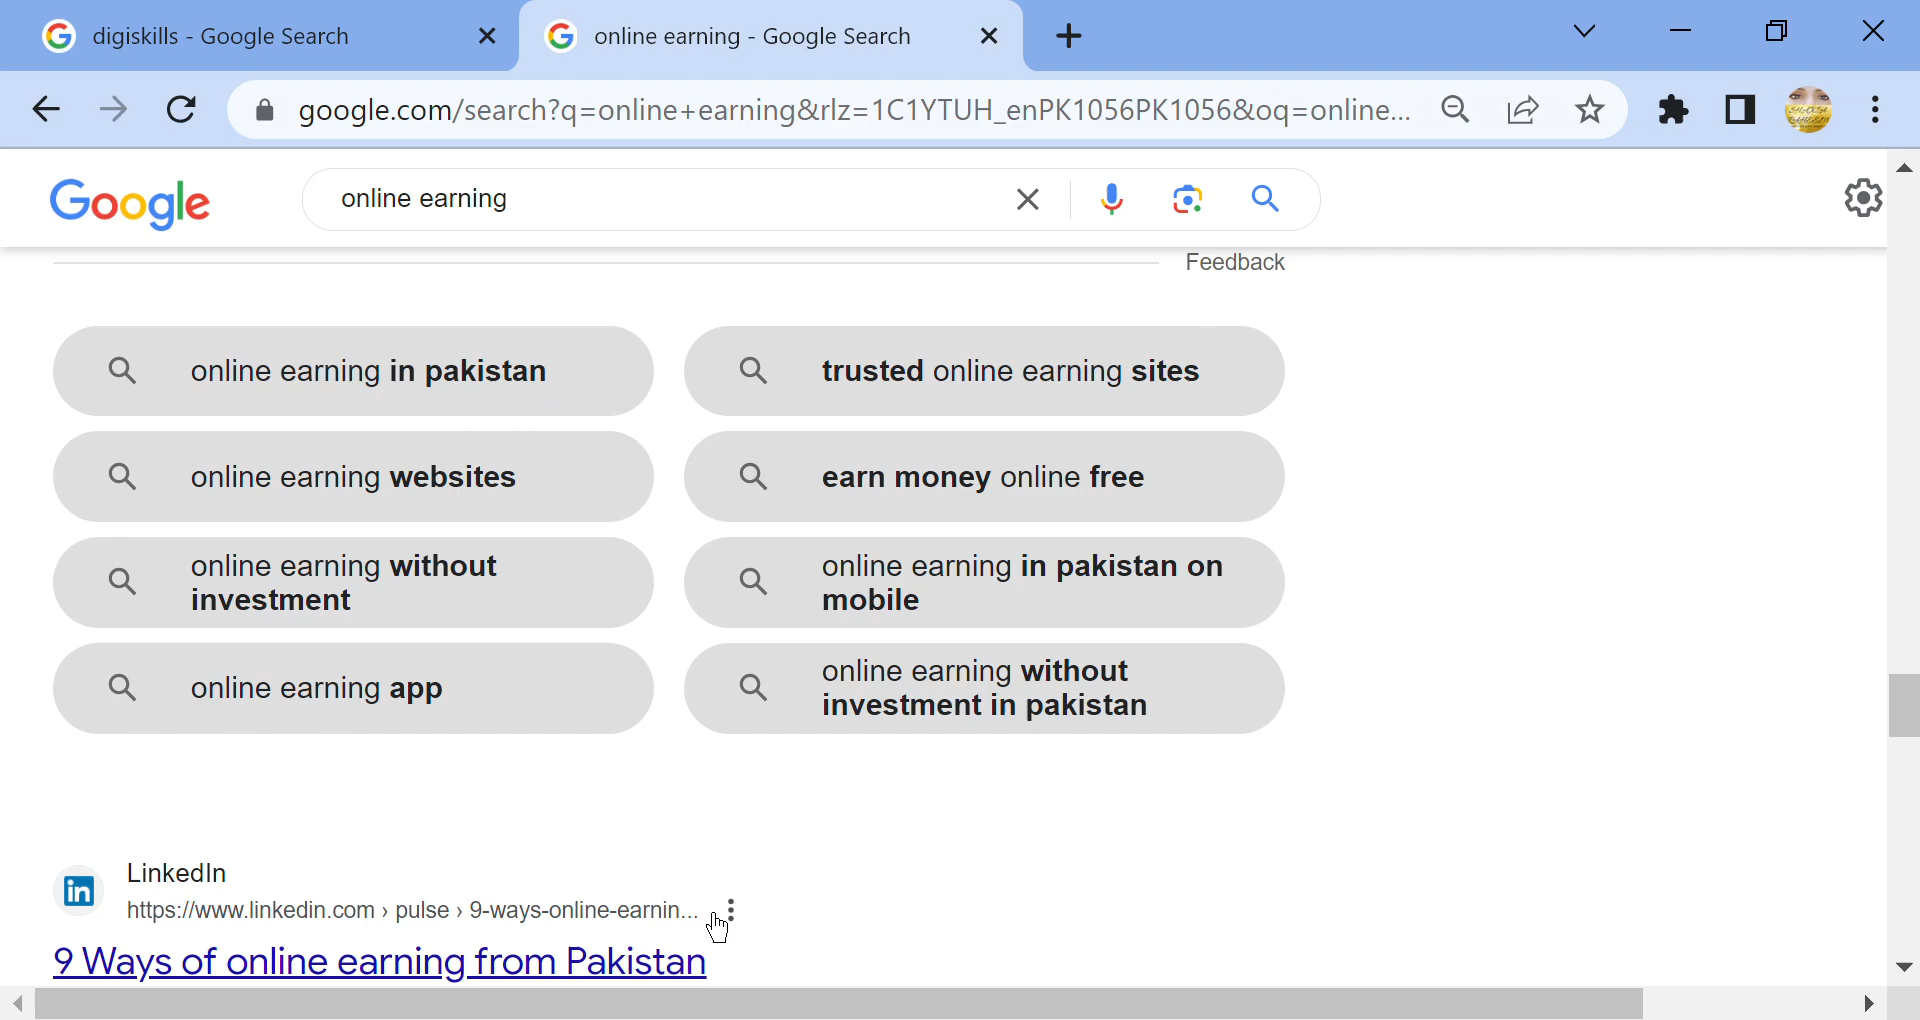 digiskills - Google Search
online earning - Google Search
google.com/search?q=online+earning&rlz=1C1YTUH_enPK1056PK1056&oq=online...
Google
online earning
Feedback
online earning in pakistan
trusted online earning sites
online earning websites
earn money online free
online earning without
investment
online earning in pakistan on
mobile
online earning app
online earning without
investment in pakistan
in
LinkedIn
https://www.linkedin.com › pulse › 9-ways-online-earnin...
9 Ways of online earning from Pakistan